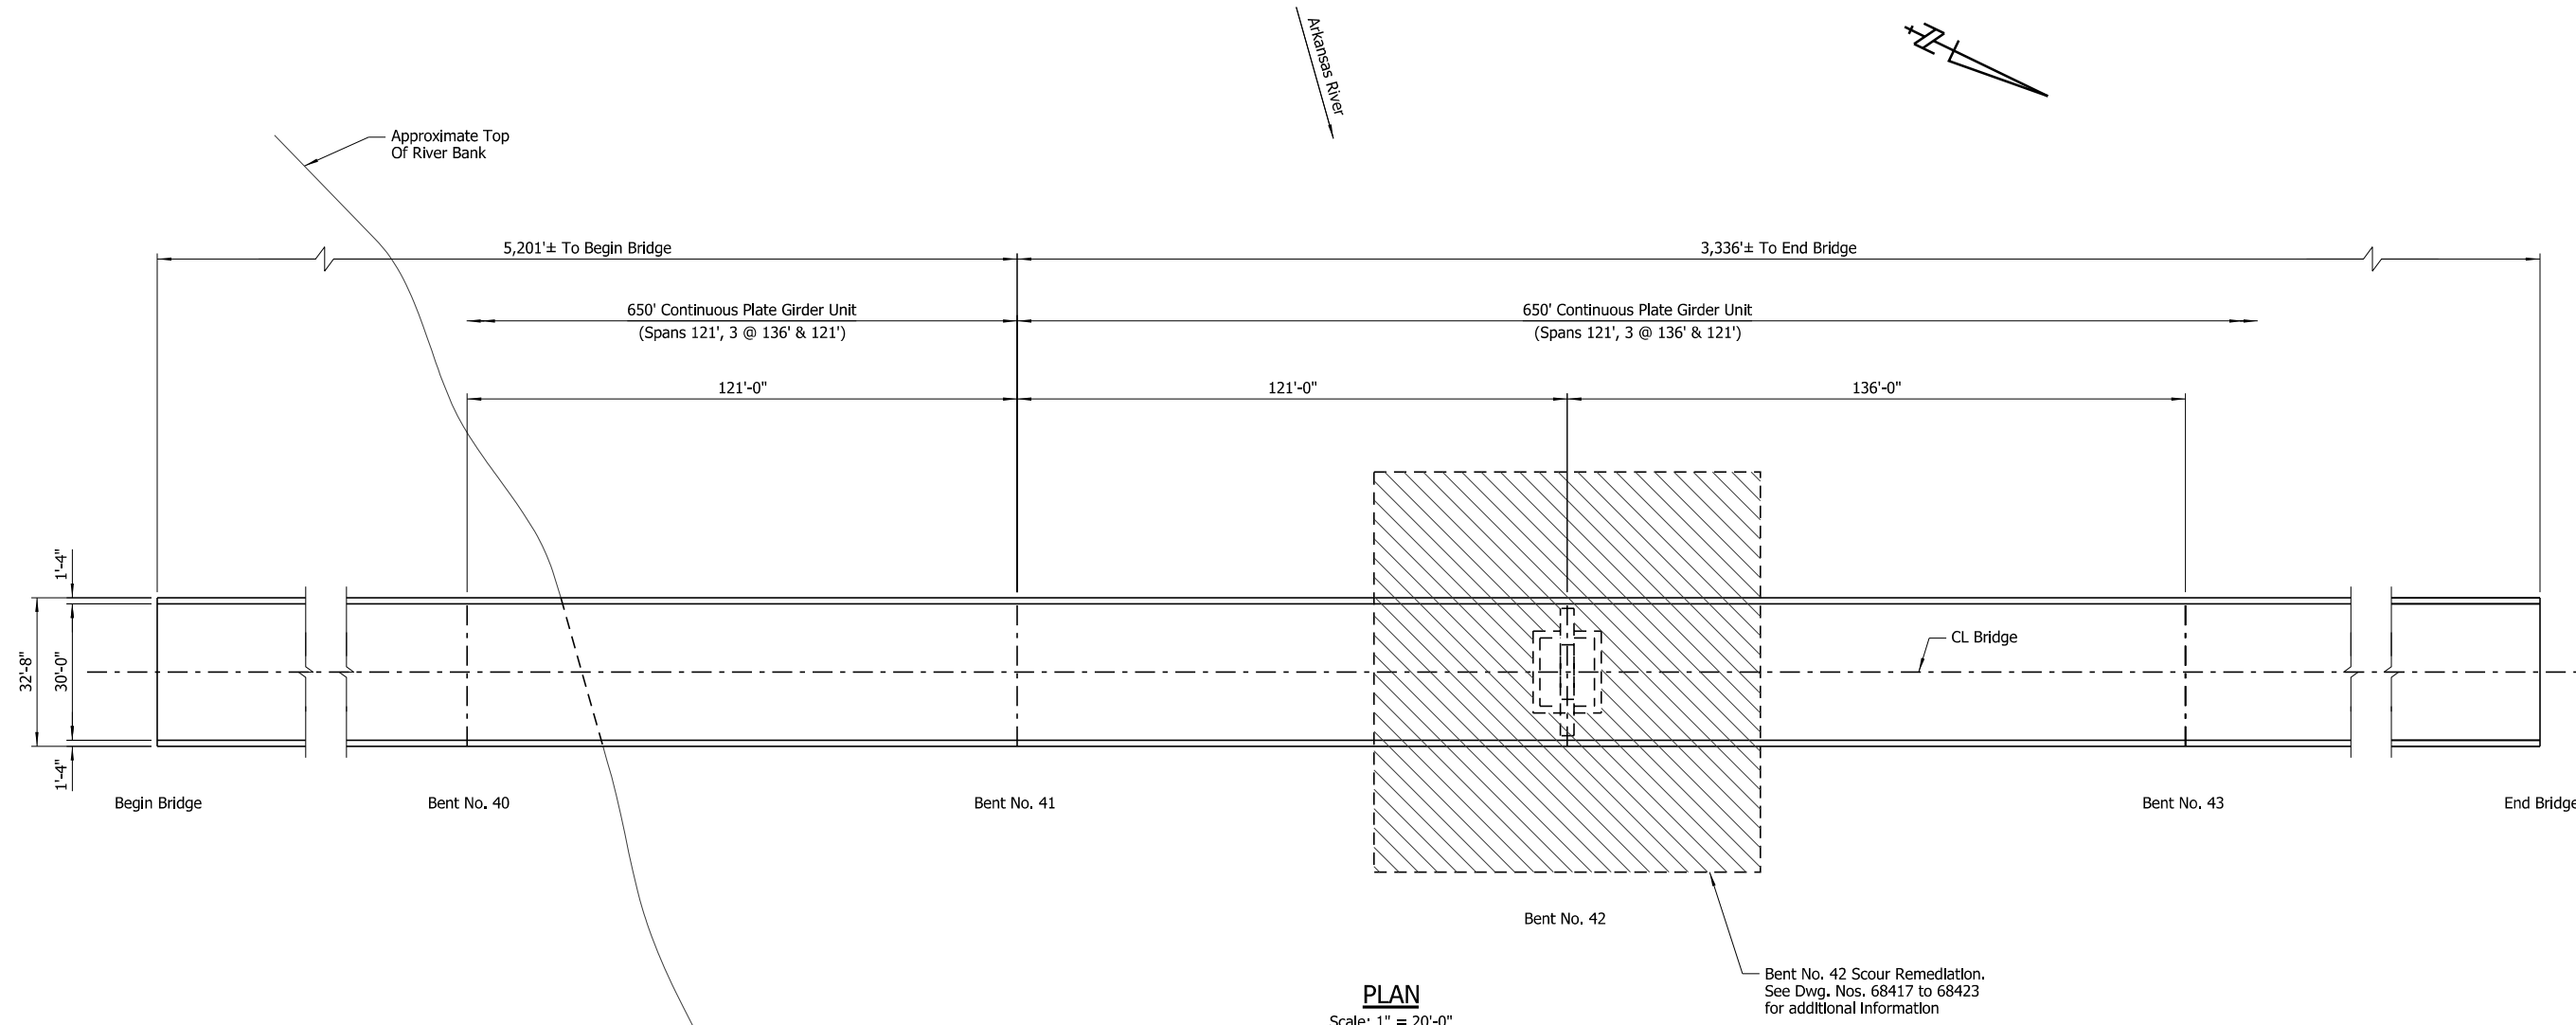 Arkansas River
N
Approximate Top
Of River Bank
5,201'± To Begin Bridge
3,336'± To End Bridge
650' Continuous Plate Girder Unit
(Spans 121', 3 @ 136' & 121')
650' Continuous Plate Girder Unit
(Spans 121', 3 @ 136' & 121')
121'-0"
121'-0"
136'-0"
1'-4"
32'-8"
30'-0"
1'-4"
CL Bridge
Begin Bridge
Bent No. 40
Bent No. 41
Bent No. 43
End Bridge
Bent No. 42
Bent No. 42 Scour Remediation.
See Dwg. Nos. 68417 to 68423
for additional information
PLAN
Scale: 1" = 20'-0"